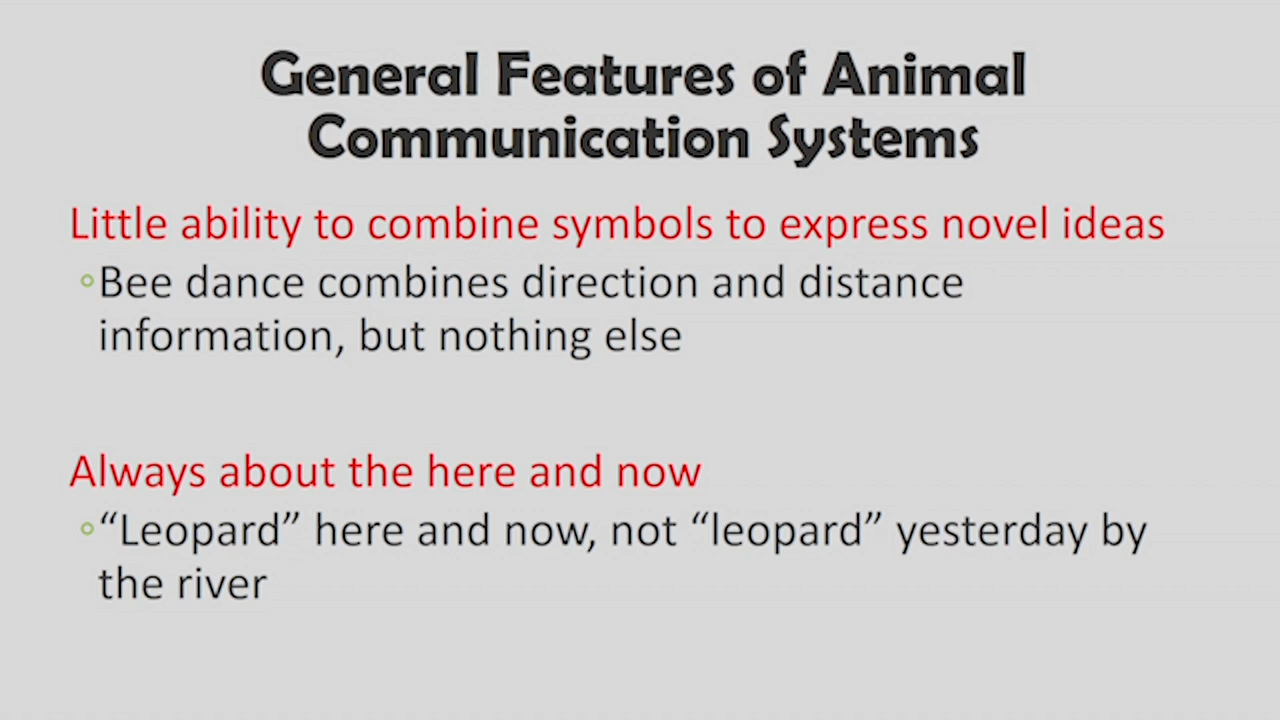 General Features of Animal
Communication Systems
Little ability to combine symbols to express novel ideas
◦Bee dance combines direction and distance
information, but nothing else
Always about the here and now
◦“Leopard” here and now, not “leopard” yesterday by
the river